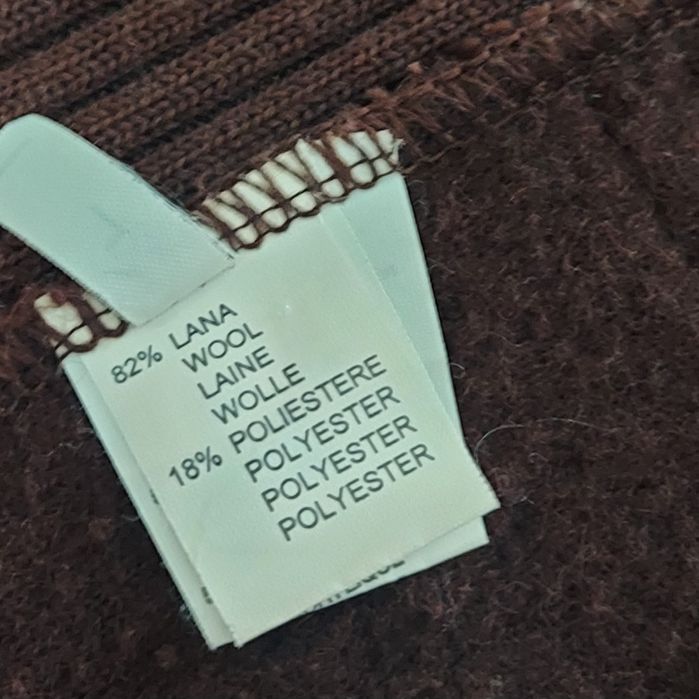 82% LANA
WOOL
LAINE
WOLLE
18% POLIESTERE
POLYESTER
POLYESTER
POLYESTER